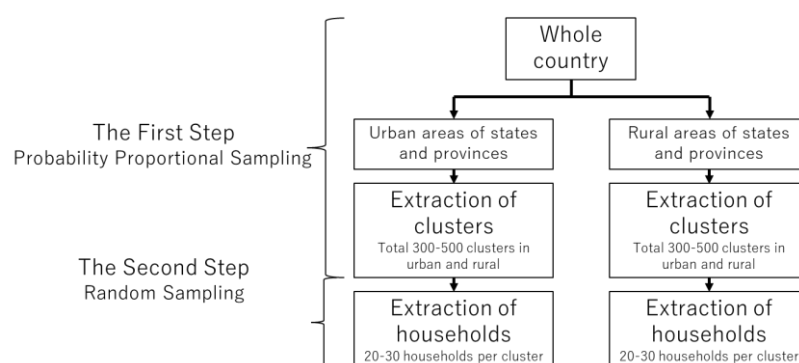 Whole
country
The First Step
Probability Proportional Sampling
Urban areas of states
and provinces
Rural areas of states
and provinces
Extraction of
clusters
Total 300-500 clusters in
urban and rural
Extraction of
clusters
Total 300-500 clusters in
urban and rural
The Second Step
Random Sampling
Extraction of
households
20-30 households per cluster
Extraction of
households
20-30 households per cluster